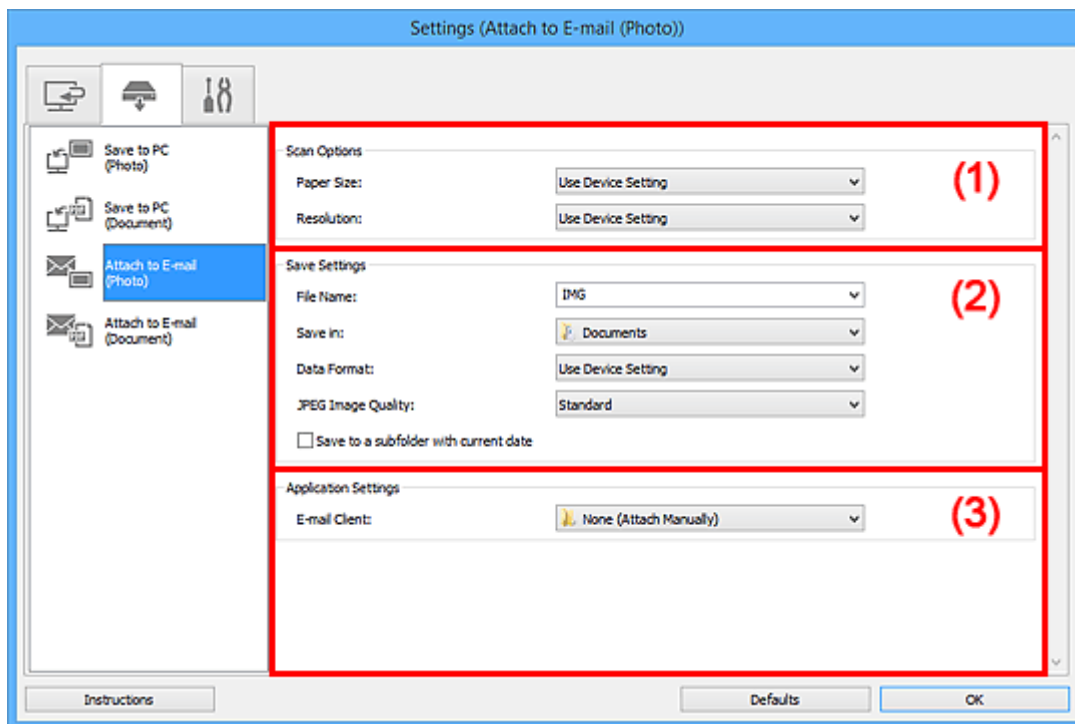 Settings (Attach to E-mail (Photo))
Save to PC
(Photo)
Save to PC
(Document)
Attach to E-mail
(Photo)
Attach to E-mail
(Document)
Scan Options
(1)
Paper Size: Use Device Setting
Resolution: Use Device Setting
Save Settings
(2)
File Name: IMG
Save in: Documents
Data Format: Use Device Setting
JPEG Image Quality: Standard
Save to a subfolder with current date
Application Settings
(3)
E-mail Client: None (Attach Manually)
Instructions Defaults OK